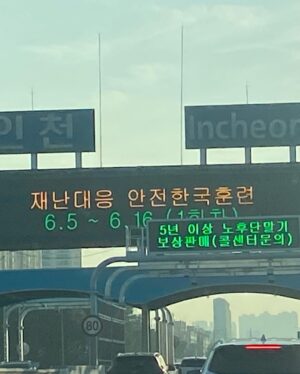 인천
Incheon
재난대응 안전한국훈련
6.5 ~ 6.16 (1회차)
5년 이상 노후단말기
보상판매(콜센터문의)
80